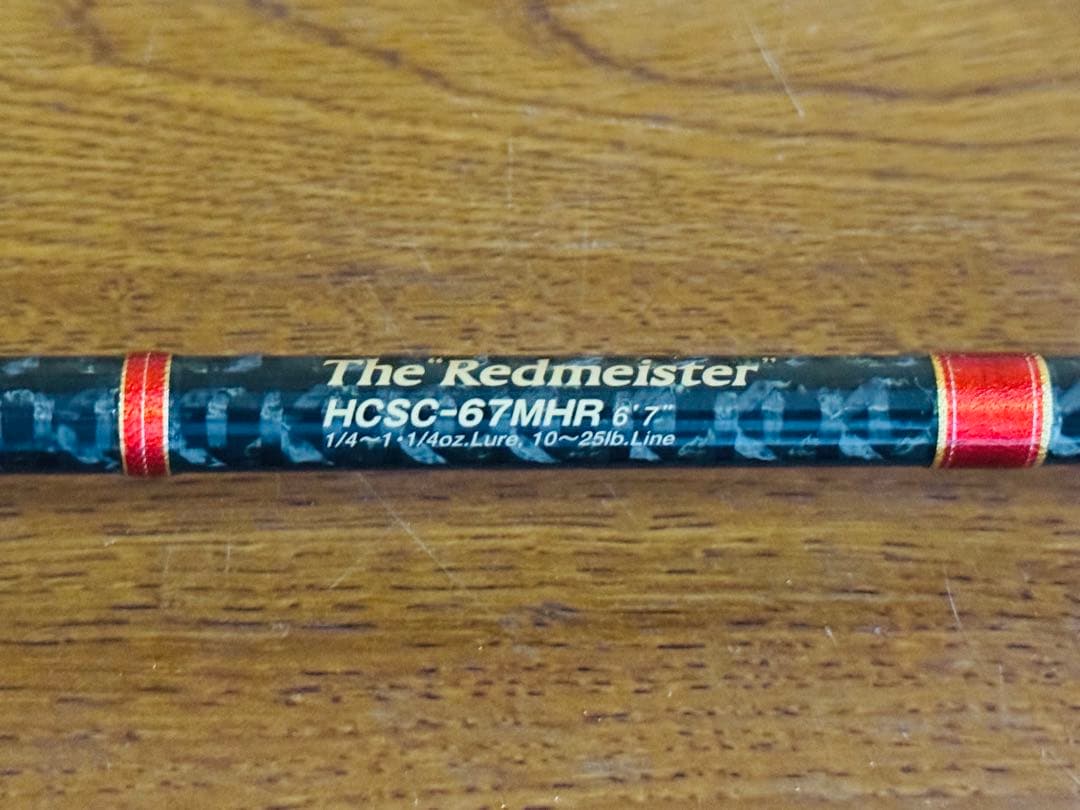 The “Redmeister”
HCSC-67MHR 6'7"
1/4～1・1/4oz.Lure, 10～25lb.Line